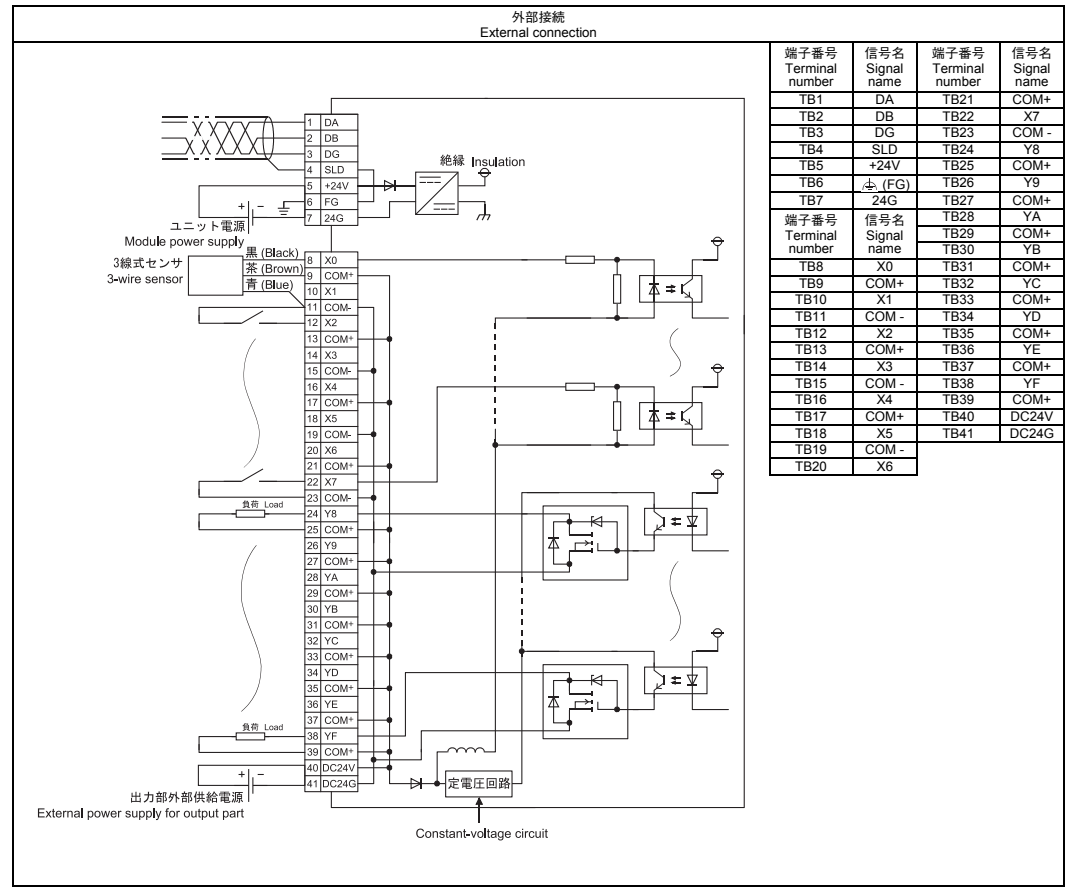 外部接続
External connection
1 DA
2 DB
3 DG
4 SLD
5 +24V
6 FG
7 24G
絶縁 Insulation
+ −
ユニット電源
Module power supply
3線式センサ
3-wire sensor
黒 (Black)
茶 (Brown)
青 (Blue)
8 X0
9 COM+
10 X1
11 COM-
12 X2
13 COM+
14 X3
15 COM-
16 X4
17 COM+
18 X5
19 COM-
20 X6
21 COM+
22 X7
23 COM-
24 Y8
25 COM+
26 Y9
27 COM+
28 YA
29 COM+
30 YB
31 COM+
32 YC
33 COM+
34 YD
35 COM+
36 YE
37 COM+
38 YF
39 COM+
40 DC24V
41 DC24G
負荷 Load
負荷 Load
+ −
出力部外部供給電源
External power supply for output part
定電圧回路
Constant-voltage circuit
端子番号 信号名 端子番号 信号名
Terminal Signal Terminal Signal
number name number name
TB1 DA TB21 COM+
TB2 DB TB22 X7
TB3 DG TB23 COM -
TB4 SLD TB24 Y8
TB5 +24V TB25 COM+
TB6 (FG) TB26 Y9
TB7 24G TB27 COM+
端子番号 信号名 TB28 YA
Terminal Signal TB29 COM+
number name TB30 YB
TB8 X0 TB31 COM+
TB9 COM+ TB32 YC
TB10 X1 TB33 COM+
TB11 COM - TB34 YD
TB12 X2 TB35 COM+
TB13 COM+ TB36 YE
TB14 X3 TB37 COM+
TB15 COM - TB38 YF
TB16 X4 TB39 COM+
TB17 COM+ TB40 DC24V
TB18 X5 TB41 DC24G
TB19 COM -
TB20 X6